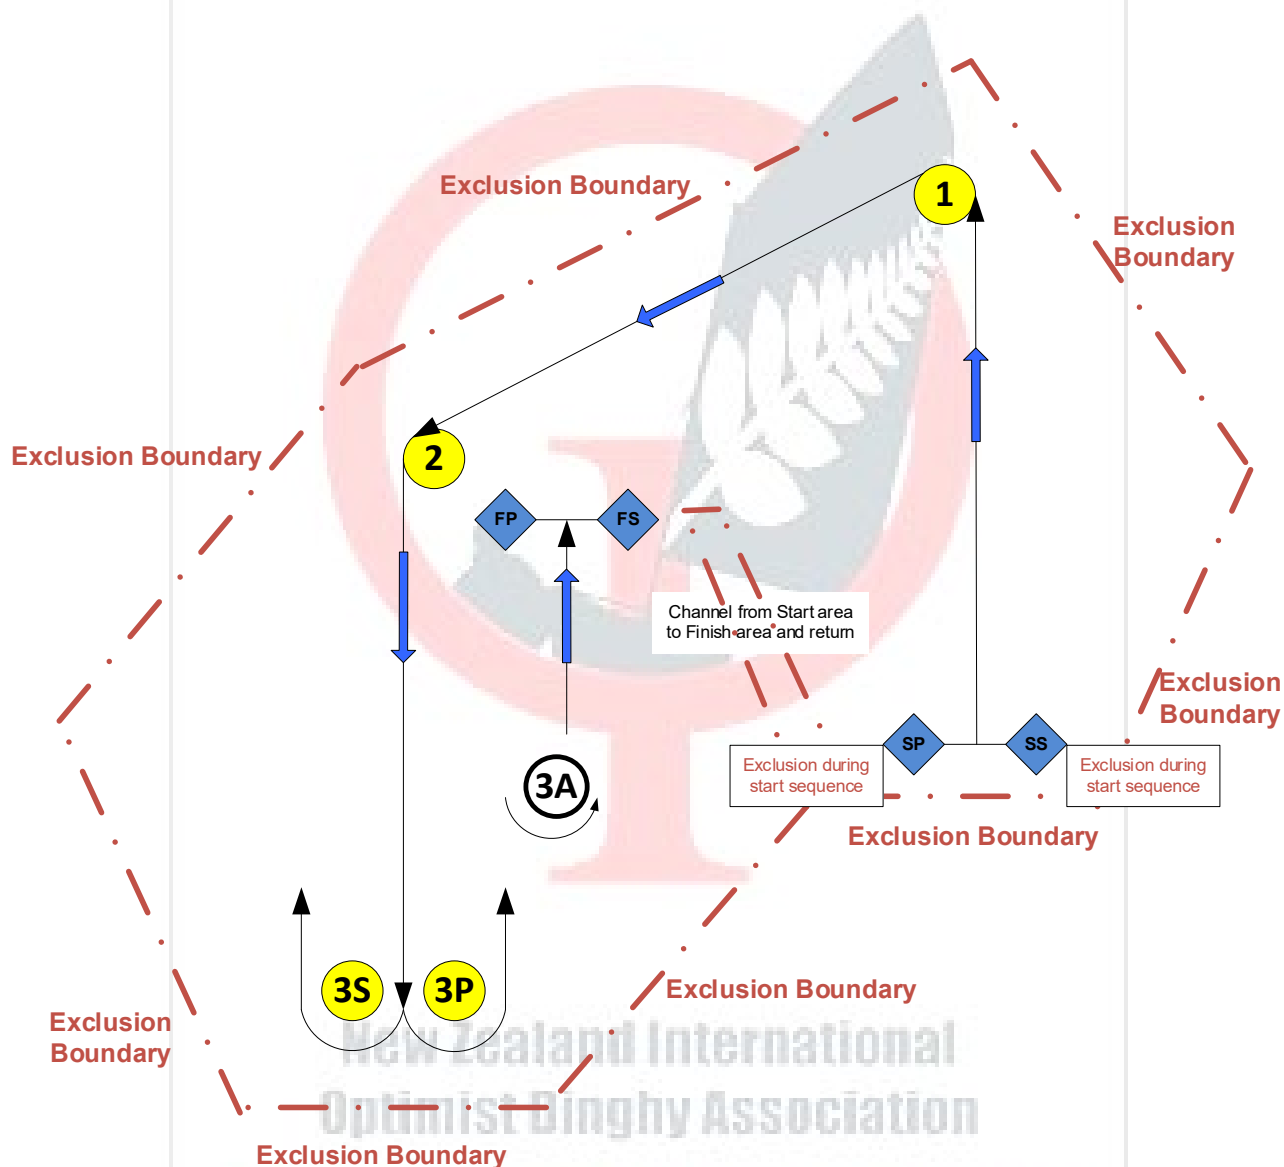 1
Exclusion Boundary
Exclusion
Boundary
Exclusion Boundary
2
FP
FS
Channel from Start area
to Finish area and return
Exclusion
Boundary
SP
SS
Exclusion during
start sequence
Exclusion during
start sequence
3A
Exclusion Boundary
3S
3P
Exclusion Boundary
Exclusion
Boundary
New Zealand International
Optimist Dinghy Association
Exclusion Boundary